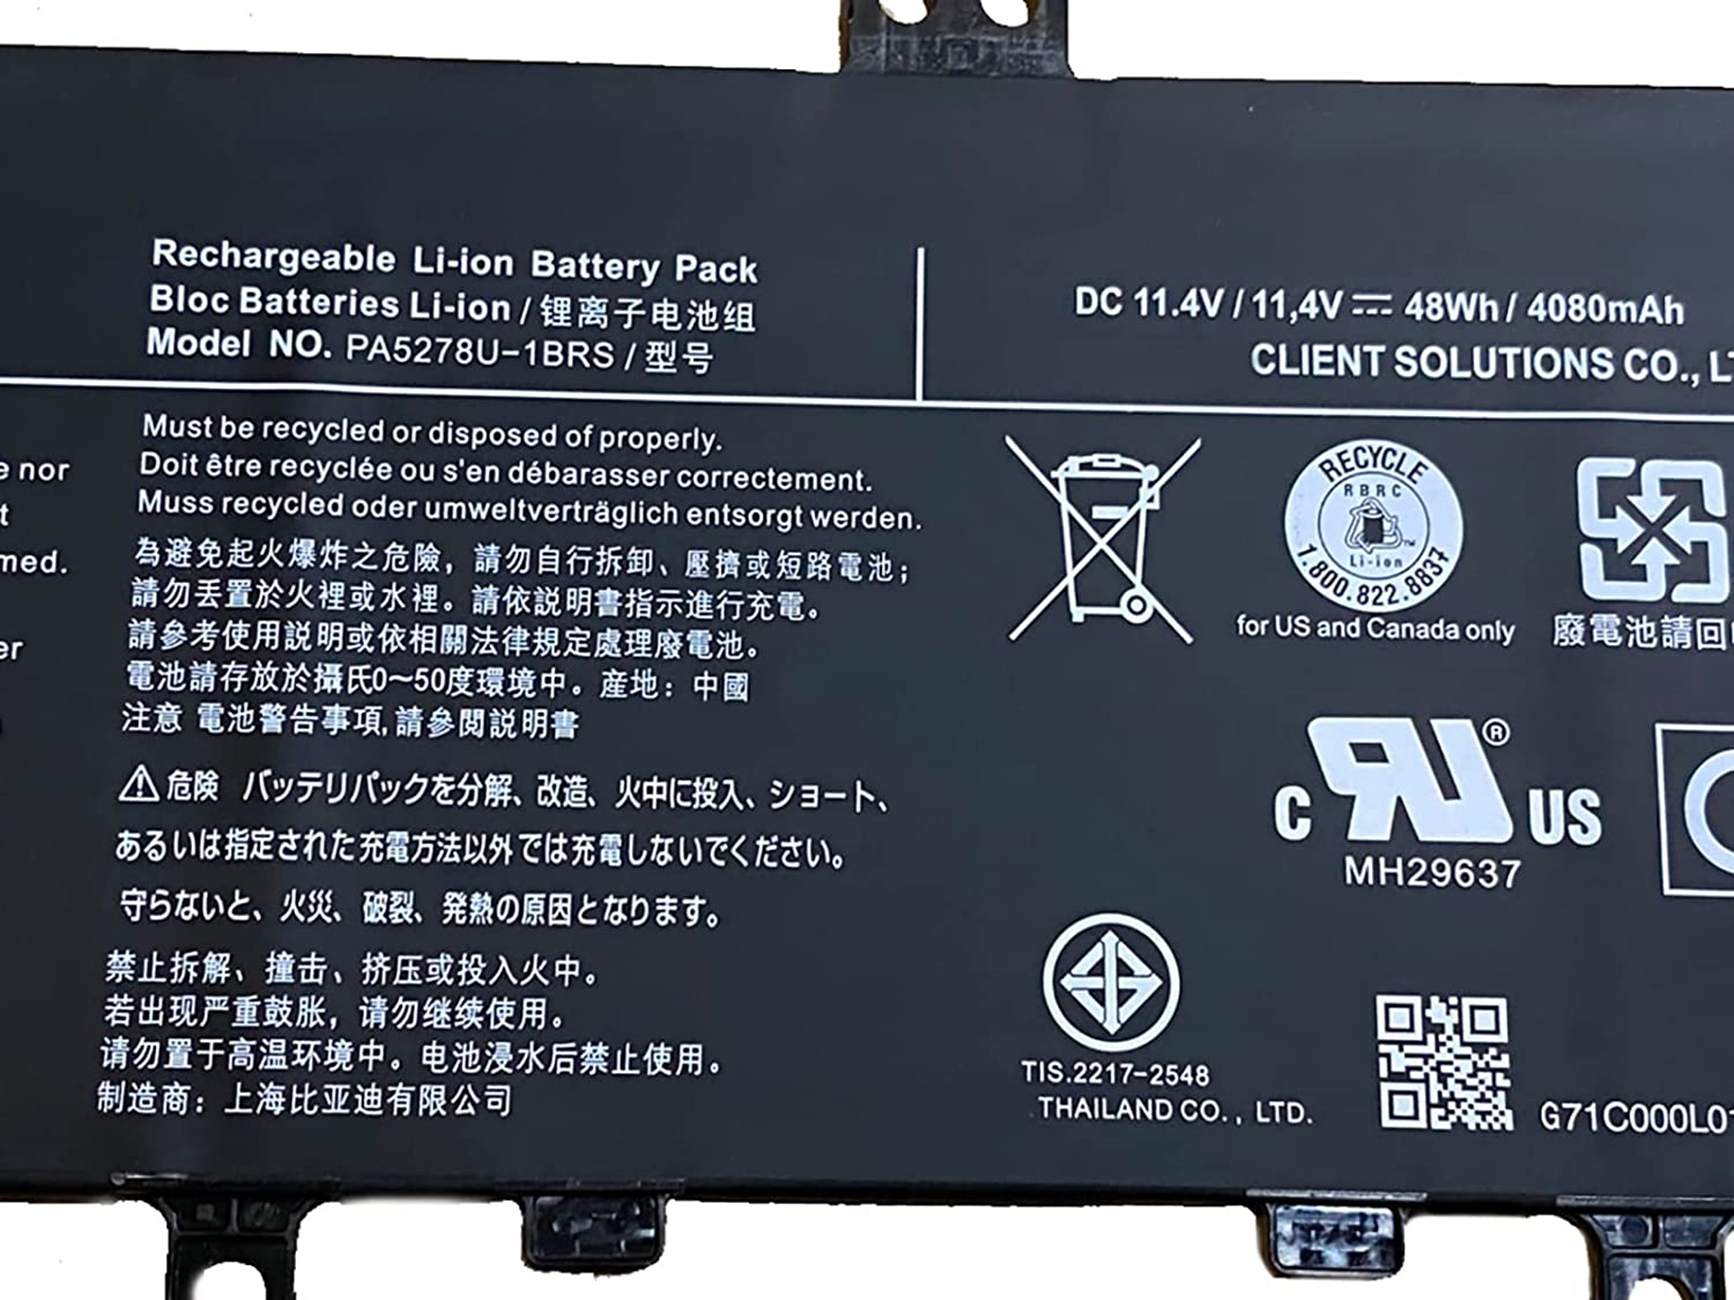 Rechargeable Li-ion Battery Pack
Bloc Batteries Li-ion / 锂离子电池组
Model NO. PA5278U-1BRS / 型号
DC 11.4V / 11,4V ⎓ 48Wh / 4080mAh
CLIENT SOLUTIONS CO.,
e nor
t
med.
er
Must be recycled or disposed of properly.
Doit être recyclée ou s'en débarasser correctement.
Muss recycled oder umweltverträglich entsorgt werden.
為避免起火爆炸之危險，請勿自行拆卸、壓擠或短路電池；
請勿丟置於火裡或水裡。請依説明書指示進行充電。
請參考使用説明或依相關法律規定處理廢電池。
電池請存放於攝氏0～50度環境中。産地：中國
注意 電池警告事項,請參閱説明書
⚠危険 バッテリパックを分解、改造、火中に投入、ショート、
あるいは指定された充電方法以外では充電しないでください。
守らないと、火災、破裂、発熱の原因となります。
禁止拆解、撞击、挤压或投入火中。
若出现严重鼓胀，请勿继续使用。
请勿置于高温环境中。电池浸水后禁止使用。
制造商：上海比亚迪有限公司
RECYCLE
RBRC
Li-ion
TM
1.800.822.8837
for US and Canada only
廢電池請回
C RU ® US
MH29637
TIS.2217-2548
THAILAND CO., LTD.
G71C000L0